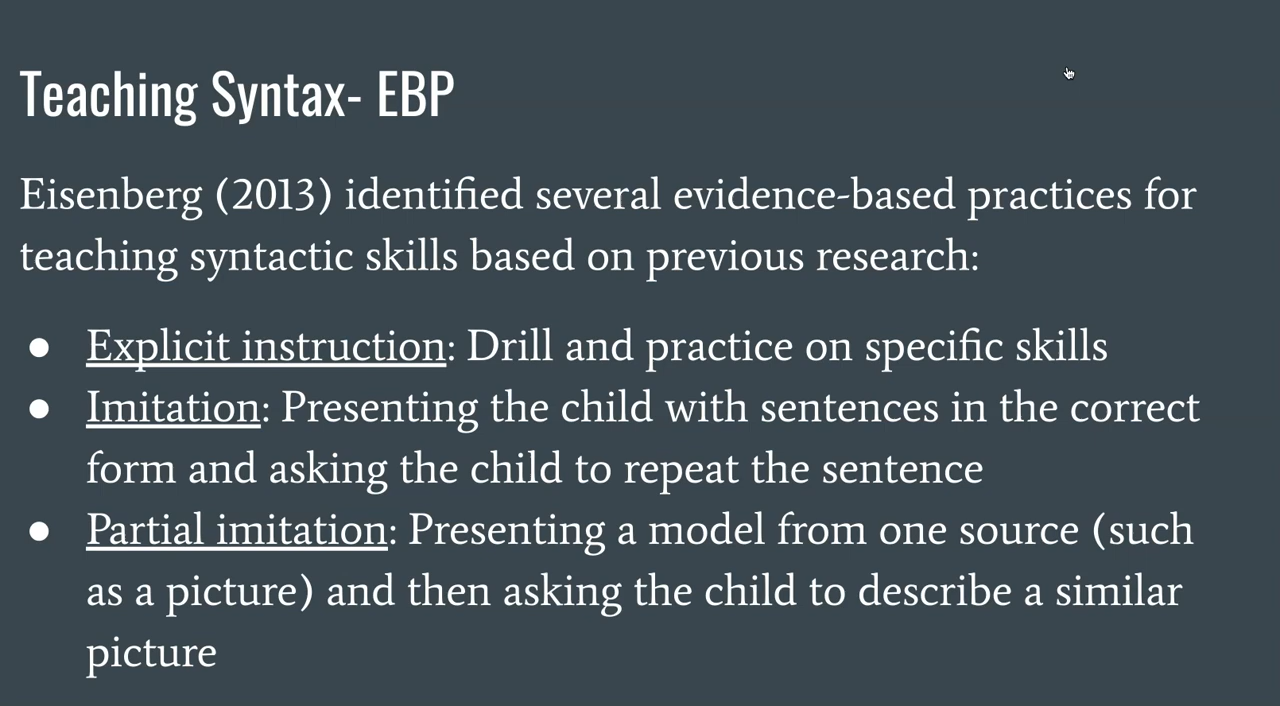 Teaching Syntax- EBP
Eisenberg (2013) identified several evidence-based practices for
teaching syntactic skills based on previous research:
● Explicit instruction: Drill and practice on specific skills
● Imitation: Presenting the child with sentences in the correct
form and asking the child to repeat the sentence
● Partial imitation: Presenting a model from one source (such
as a picture) and then asking the child to describe a similar
picture